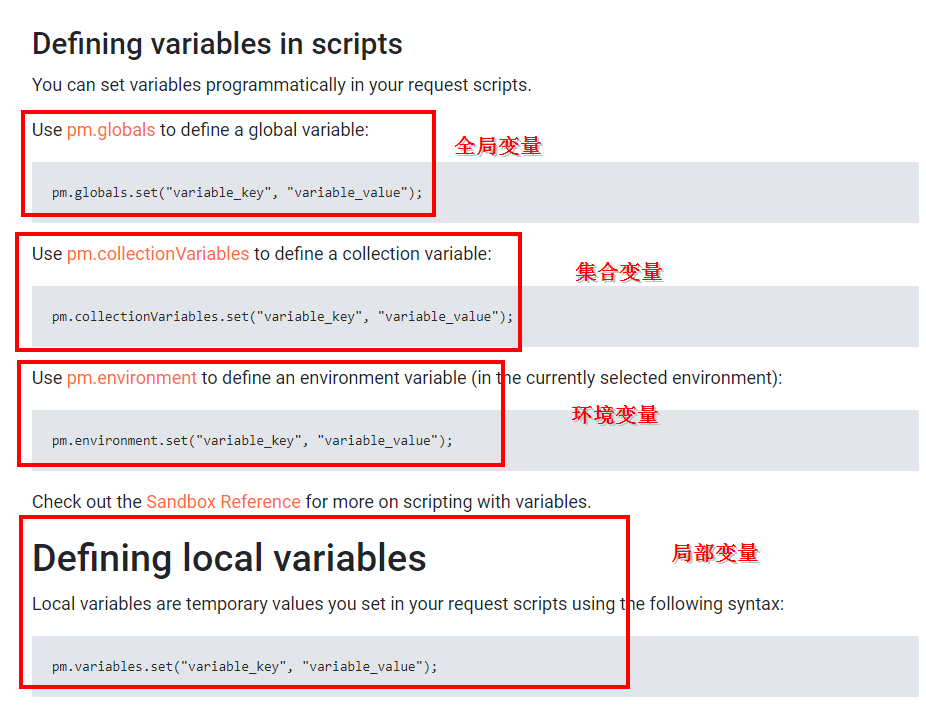 Defining variables in scripts
You can set variables programmatically in your request scripts.
Use pm.globals to define a global variable:
全局变量
pm.globals.set("variable_key", "variable_value");
Use pm.collectionVariables to define a collection variable:
集合变量
pm.collectionVariables.set("variable_key", "variable_value");
Use pm.environment to define an environment variable (in the currently selected environment):
环境变量
pm.environment.set("variable_key", "variable_value");
Check out the Sandbox Reference for more on scripting with variables.
Defining local variables
局部变量
Local variables are temporary values you set in your request scripts using the following syntax:
pm.variables.set("variable_key", "variable_value");